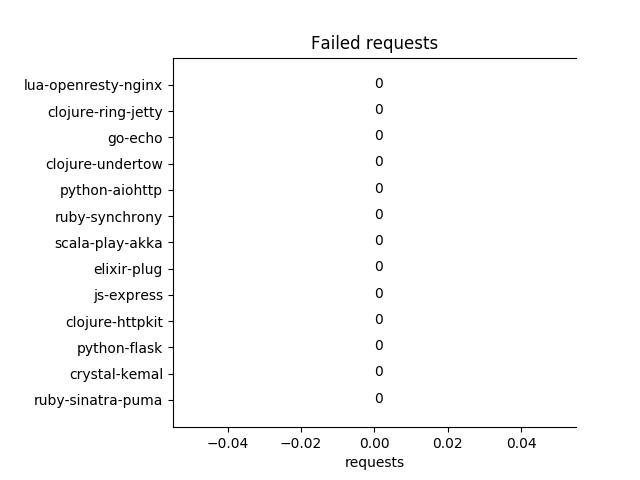 Failed requests
lua-openresty-nginx 0
clojure-ring-jetty 0
go-echo 0
clojure-undertow 0
python-aiohttp 0
ruby-synchrony 0
scala-play-akka 0
elixir-plug 0
js-express 0
clojure-httpkit 0
python-flask 0
crystal-kemal 0
ruby-sinatra-puma 0
−0.04 −0.02 0.00 0.02 0.04
requests